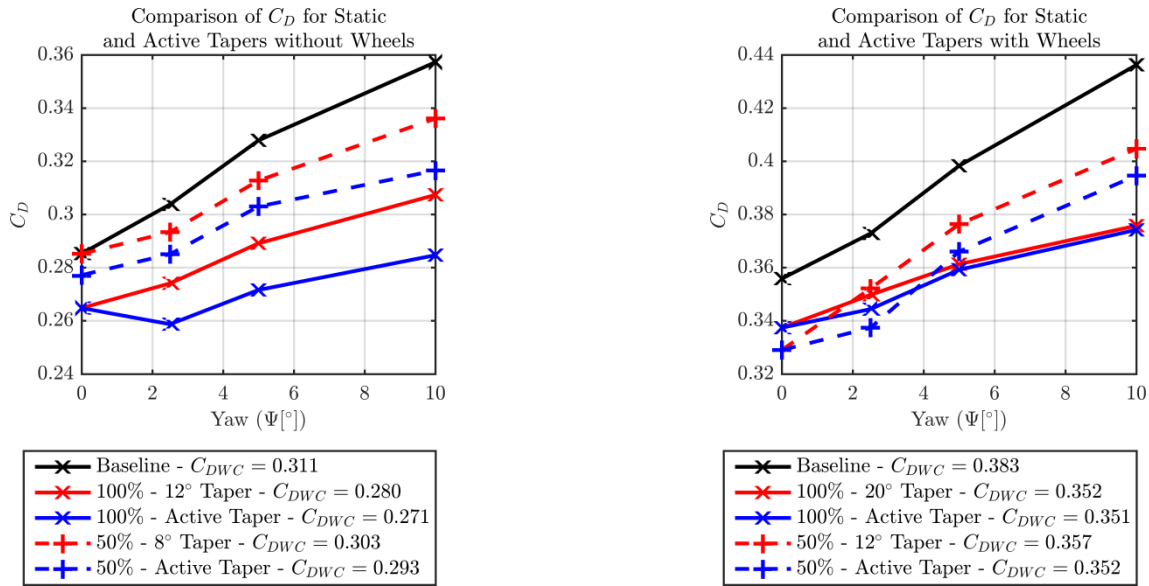 Comparison of C_D for Static
and Active Tapers without Wheels
0.36
0.34
0.32
0.3
0.28
0.26
0.24
C_D
0 2 4 6 8 10
Yaw (Ψ[°])
Baseline - C_DWC = 0.311
100% - 12° Taper - C_DWC = 0.280
100% - Active Taper - C_DWC = 0.271
50% - 8° Taper - C_DWC = 0.303
50% - Active Taper - C_DWC = 0.293
Comparison of C_D for Static
and Active Tapers with Wheels
0.44
0.42
0.4
0.38
0.36
0.34
0.32
C_D
0 2 4 6 8 10
Yaw (Ψ[°])
Baseline - C_DWC = 0.383
100% - 20° Taper - C_DWC = 0.352
100% - Active Taper - C_DWC = 0.351
50% - 12° Taper - C_DWC = 0.357
50% - Active Taper - C_DWC = 0.352